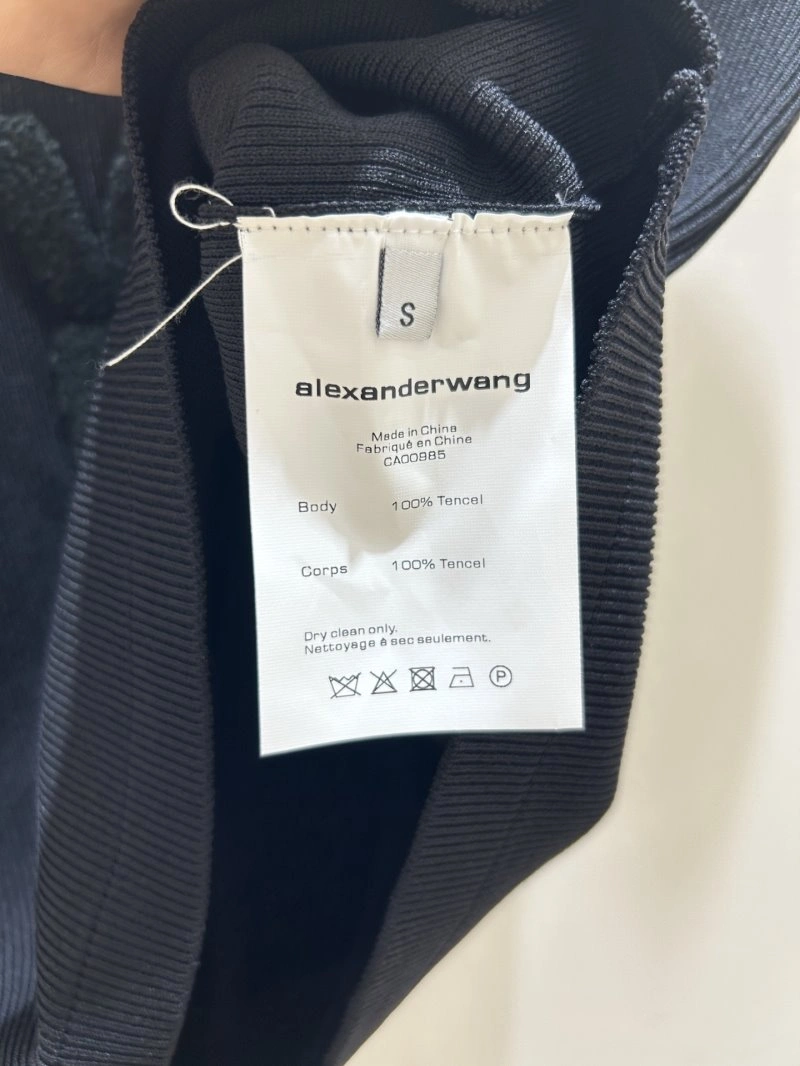 S
alexanderwang
Made in China
Fabriqué en Chine
CA00985
Body 100% Tencel
Corps 100% Tencel
Dry clean only.
Nettoyage à sec seulement.
P